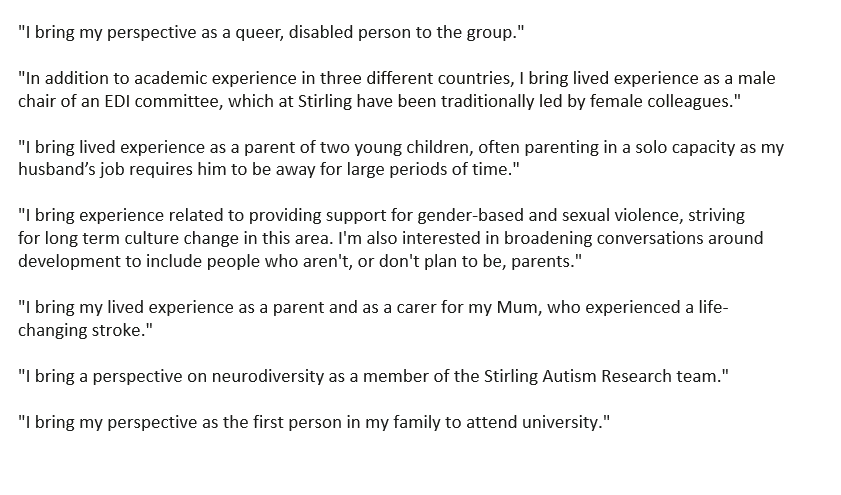 "I bring my perspective as a queer, disabled person to the group."
"In addition to academic experience in three different countries, I bring lived experience as a male
chair of an EDI committee, which at Stirling have been traditionally led by female colleagues."
"I bring lived experience as a parent of two young children, often parenting in a solo capacity as my
husband’s job requires him to be away for large periods of time."
"I bring experience related to providing support for gender-based and sexual violence, striving
for long term culture change in this area. I'm also interested in broadening conversations around
development to include people who aren't, or don't plan to be, parents."
"I bring my lived experience as a parent and as a carer for my Mum, who experienced a life-
changing stroke."
"I bring a perspective on neurodiversity as a member of the Stirling Autism Research team."
"I bring my perspective as the first person in my family to attend university."